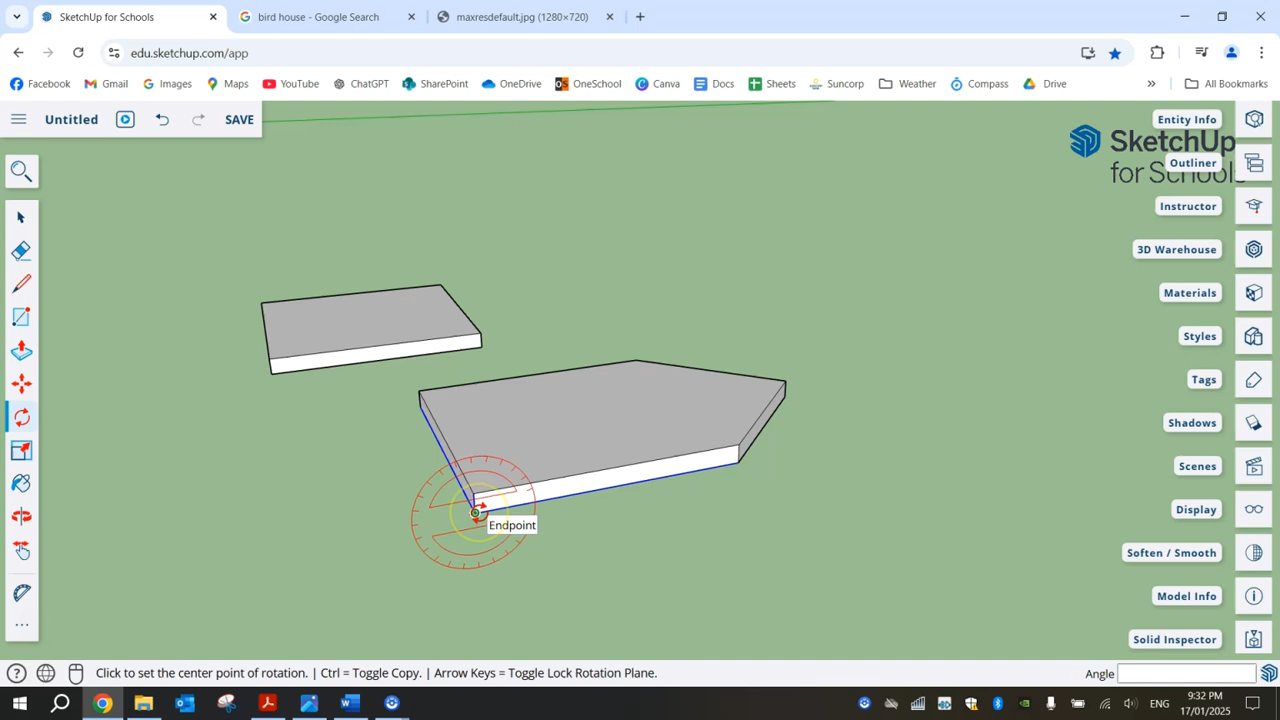 SketchUp for Schools
bird house - Google Search
maxresdefault.jpg (1280×720)
edu.sketchup.com/app
Facebook
Gmail
Images
Maps
YouTube
ChatGPT
SharePoint
OneDrive
OneSchool
Canva
Docs
Sheets
Suncorp
Weather
Compass
Drive
All Bookmarks
Untitled
SAVE
SketchUp
for Schools
Entity Info
Outliner
Instructor
3D Warehouse
Materials
Styles
Tags
Shadows
Scenes
Display
Soften / Smooth
Model Info
Solid Inspector
Endpoint
Click to set the center point of rotation. | Ctrl = Toggle Copy. | Arrow Keys = Toggle Lock Rotation Plane.
Angle
ENG
9:32 PM
17/01/2025